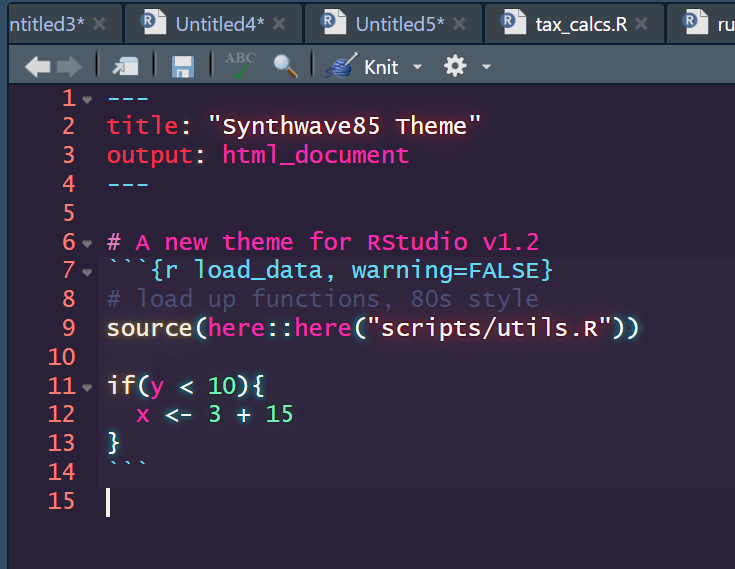 ntitled3* Untitled4* Untitled5* tax_calcs.R ru
ABC Knit
1 ---
2 title: "Synthwave85 Theme"
3 output: html_document
4 ---
5
6 # A new theme for RStudio v1.2
7 ```{r load_data, warning=FALSE}
8 # load up functions, 80s style
9 source(here::here("scripts/utils.R"))
10
11 if(y < 10){
12   x <- 3 + 15
13 }
14 ```
15